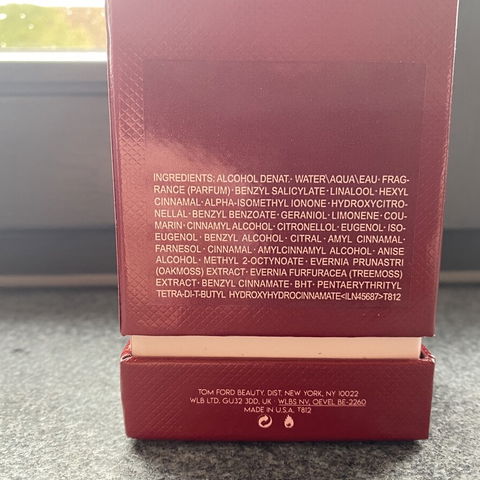 INGREDIENTS: ALCOHOL DENAT.· WATER\AQUA\EAU· FRAG-
RANCE (PARFUM)·BENZYL SALICYLATE·LINALOOL·HEXYL
CINNAMAL·ALPHA-ISOMETHYL IONONE·HYDROXYCITRO-
NELLAL·BENZYL BENZOATE·GERANIOL·LIMONENE·COU-
MARIN·CINNAMYL ALCOHOL·CITRONELLOL·EUGENOL·ISO-
EUGENOL· BENZYL ALCOHOL· CITRAL· AMYL CINNAMAL·
FARNESOL· CINNAMAL· AMYLCINNAMYL ALCOHOL· ANISE
ALCOHOL· METHYL 2-OCTYNOATE· EVERNIA PRUNASTRI
(OAKMOSS) EXTRACT· EVERNIA FURFURACEA (TREEMOSS)
EXTRACT· BENZYL CINNAMATE· BHT· PENTAERYTHRITYL
TETRA-DI-T-BUTYL HYDROXYHYDROCINNAMATE<ILN45687>T812
TOM FORD BEAUTY, DIST. NEW YORK, NY 10022
WLB LTD, GU32 3DD, UK · WLBS NV, OEVEL BE-2260
MADE IN U.S.A. T812